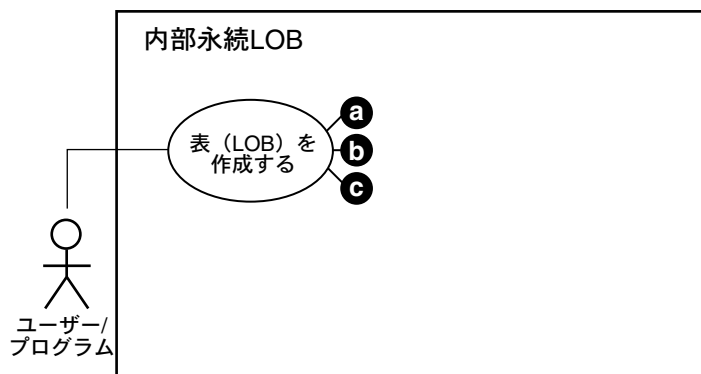 内部永続LOB
表（LOB）を
作成する
a
b
c
ユーザー/
プログラム